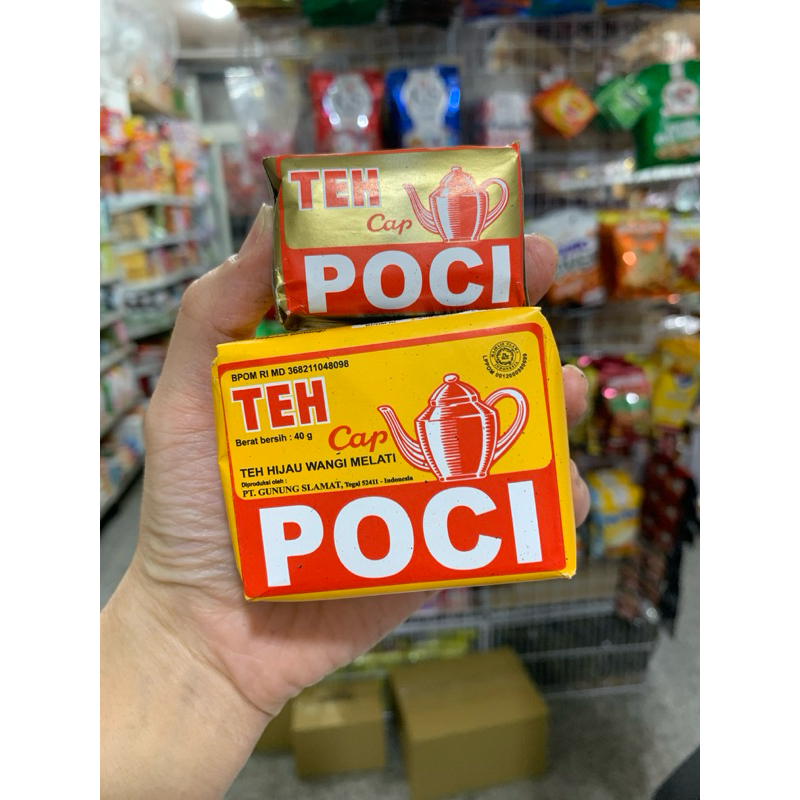 TEH
Cap
POCI
BPOM RI MD 368211048098
TEH
Berat bersih : 40 g
Cap
TEH HIJAU WANGI MELATI
Diproduksi oleh :
PT. GUNUNG SLAMAT, Tegal 52411 - Indonesia
POCI